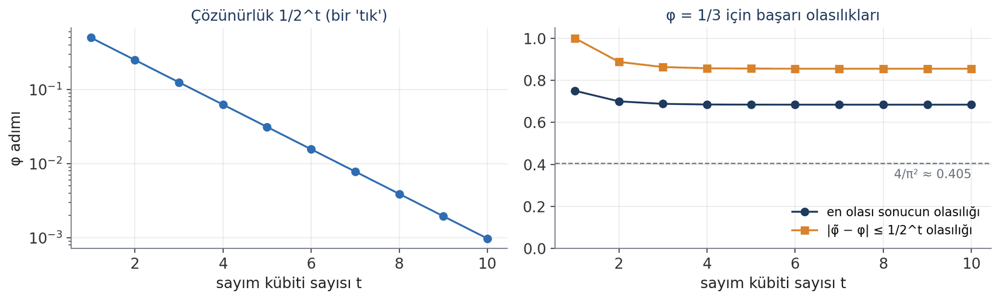 Çözünürlük 1/2^t (bir 'tık')
φ adımı
10⁻¹
10⁻²
10⁻³
2 4 6 8 10
sayım kübiti sayısı t
φ = 1/3 için başarı olasılıkları
1.0
0.8
0.6
0.4
0.2
0.0
4/π² ≈ 0.405
en olası sonucun olasılığı
|φ̃ − φ| ≤ 1/2^t olasılığı
2 4 6 8 10
sayım kübiti sayısı t